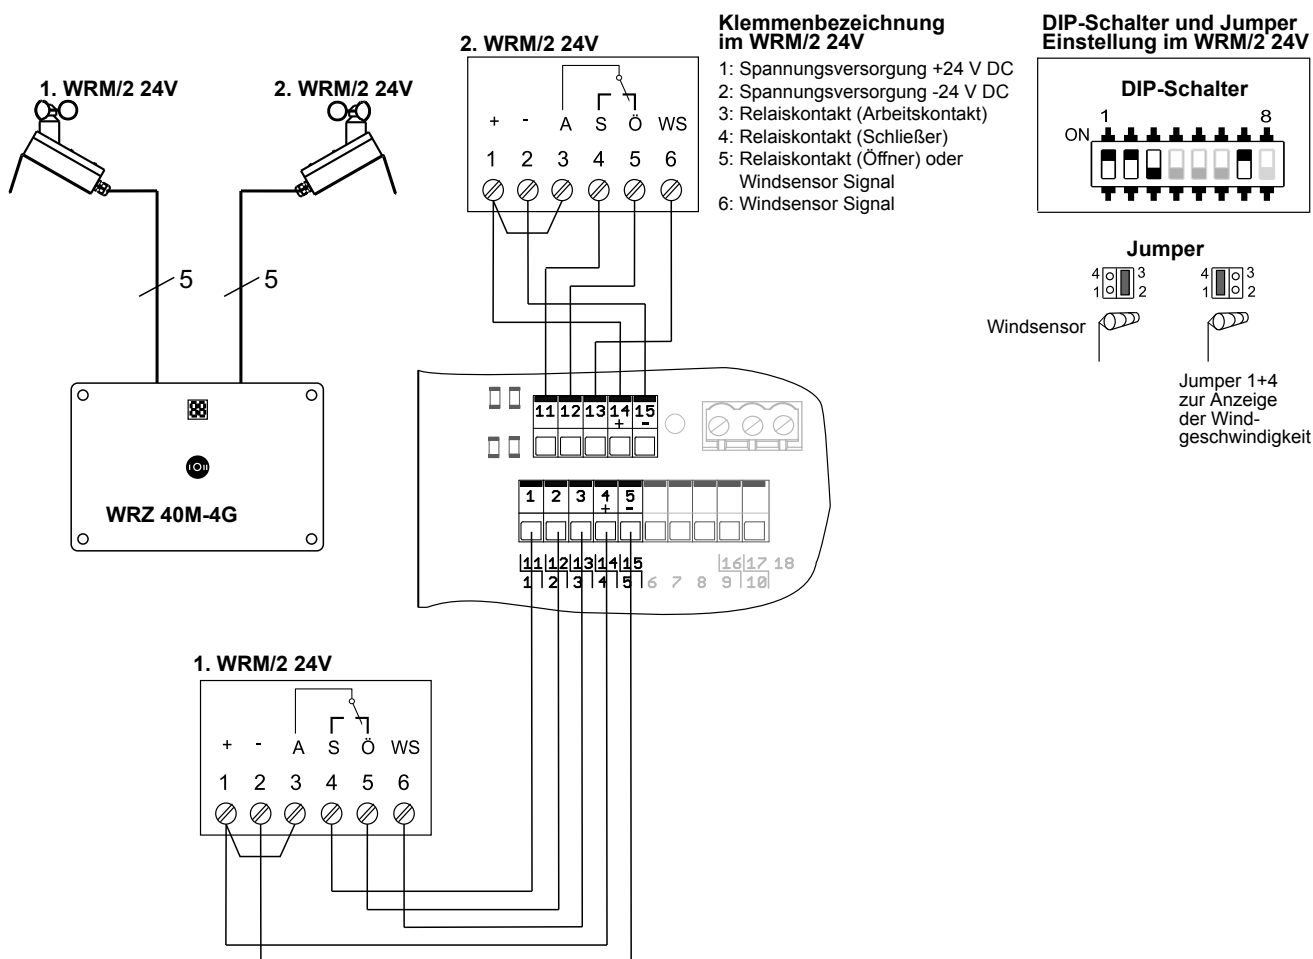 1. WRM/2 24V
2. WRM/2 24V
5
5
WRZ 40M-4G
2. WRM/2 24V
+ - A S Ö WS
1 2 3 4 5 6
Klemmenbezeichnung
im WRM/2 24V
1: Spannungsversorgung +24 V DC
2: Spannungsversorgung -24 V DC
3: Relaiskontakt (Arbeitskontakt)
4: Relaiskontakt (Schließer)
5: Relaiskontakt (Öffner) oder
Windsensor Signal
6: Windsensor Signal
DIP-Schalter und Jumper
Einstellung im WRM/2 24V
DIP-Schalter
1 8
ON
Jumper
4 3
1 2
4 3
1 2
Windsensor
Jumper 1+4
zur Anzeige
der Wind-
geschwindigkeit
11 12 13 14 15
+ -
1 2 3 4 5
+ -
11 12 13 14 15 16 17 18
1 2 3 4 5 6 7 8 9 10
1. WRM/2 24V
+ - A S Ö WS
1 2 3 4 5 6